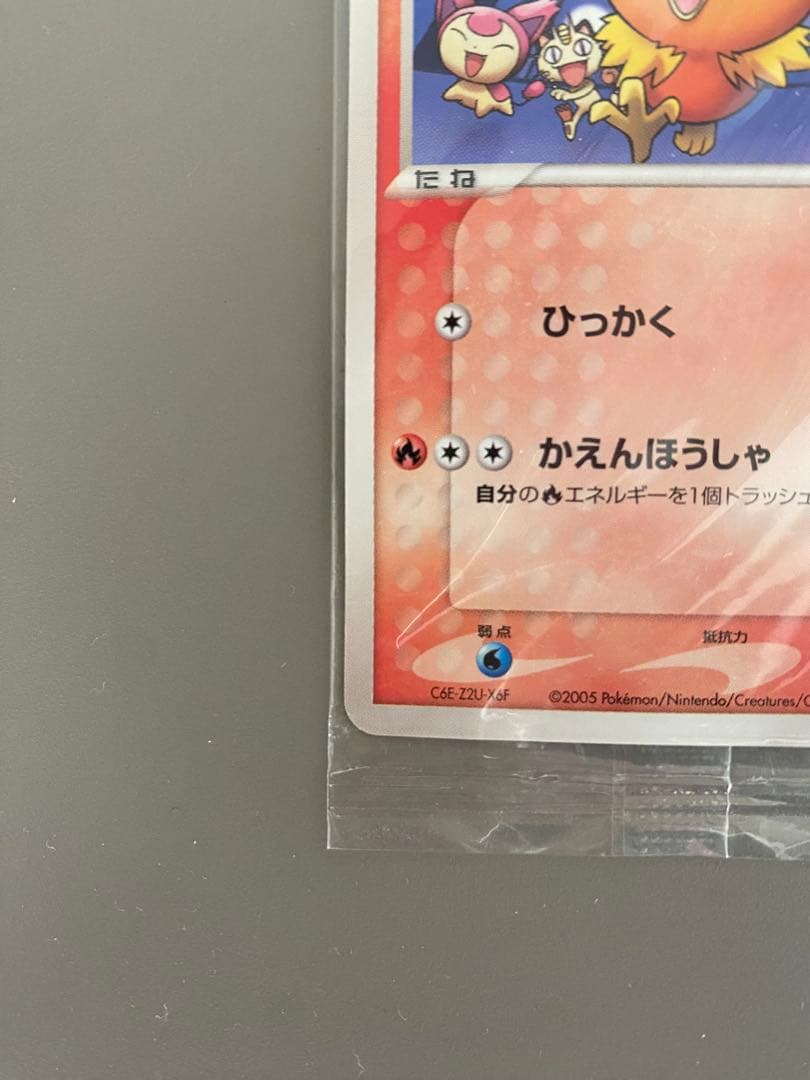 たね
ひっかく
かえんほうしゃ
自分のエネルギーを1個トラッシュ
弱点
抵抗力
C6E-Z2U-X6F
©2005 Pokémon/Nintendo/Creatures/